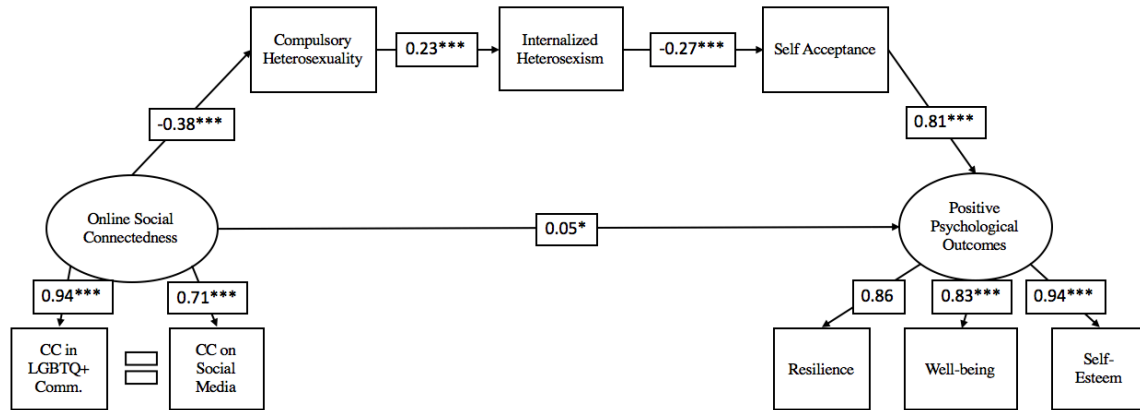 Compulsory
Heterosexuality
0.23***
Internalized
Heterosexism
-0.27***
Self Acceptance
-0.38***
0.81***
Online Social
Connectedness
0.05*
Positive
Psychological
Outcomes
0.94***
0.71***
0.86
0.83***
0.94***
CC in
LGBTQ+
Comm.
CC on
Social
Media
Resilience
Well-being
Self-
Esteem